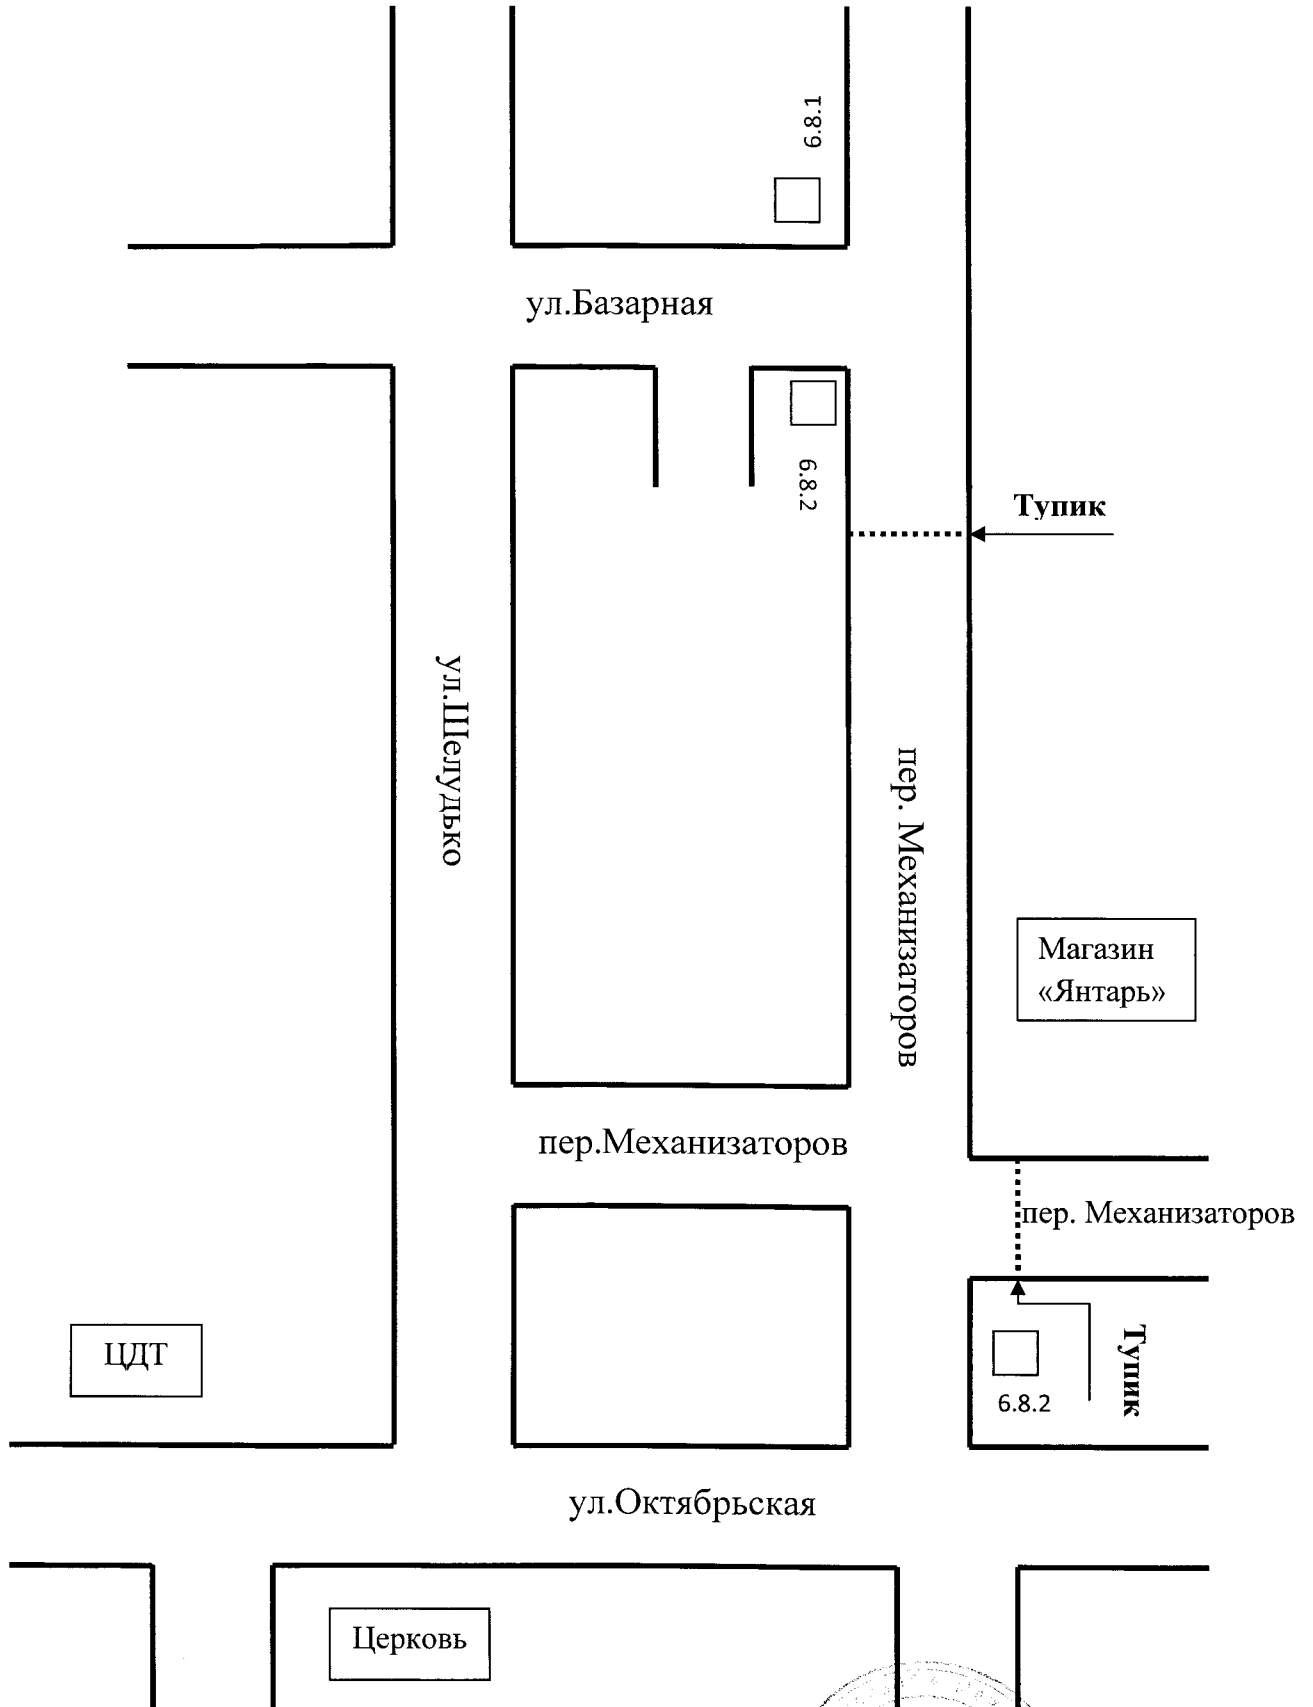 6.8.1
ул.Базарная
6.8.2
Тупик
ул.Шелудько
пер. Механизаторов
Магазин
«Янтарь»
пер.Механизаторов
пер. Механизаторов
ЦДТ
Тупик
6.8.2
ул.Октябрьская
Церковь